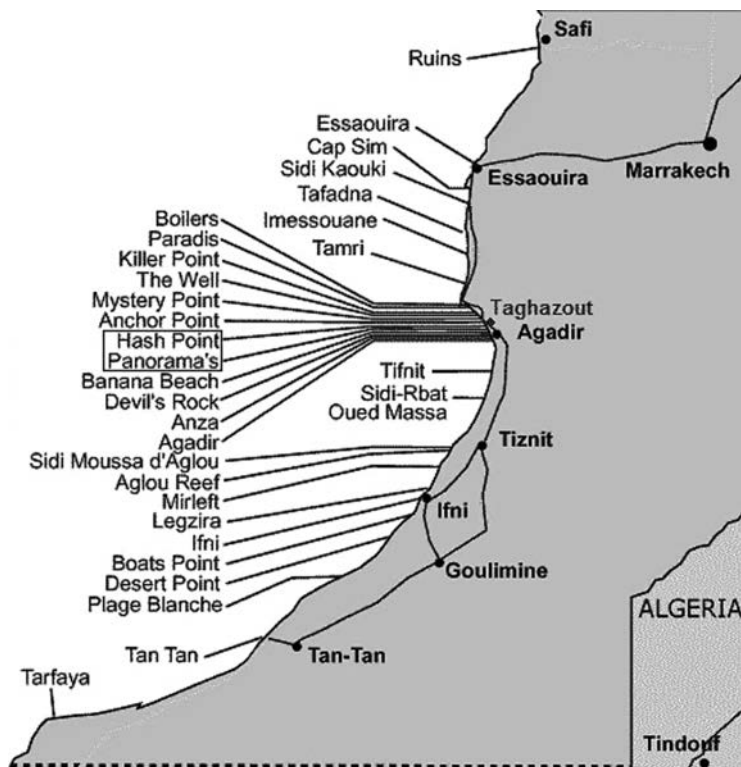 Safi
Ruins
Essaouira
Cap Sim
Sidi Kaouki
Essaouira
Marrakech
Tafadna
Imessouane
Tamri
Boilers
Paradis
Killer Point
The Well
Mystery Point
Taghazout
Anchor Point
Agadir
Hash Point
Panorama's
Banana Beach
Devil's Rock
Anza
Agadir
Tifnit
Sidi-Rbat
Oued Massa
Sidi Moussa d'Aglou
Tiznit
Aglou Reef
Mirleft
Legzira
Ifni
Ifni
Boats Point
Goulimine
Desert Point
Plage Blanche
ALGERIA
Tan Tan
Tan-Tan
Tarfaya
Tindouf